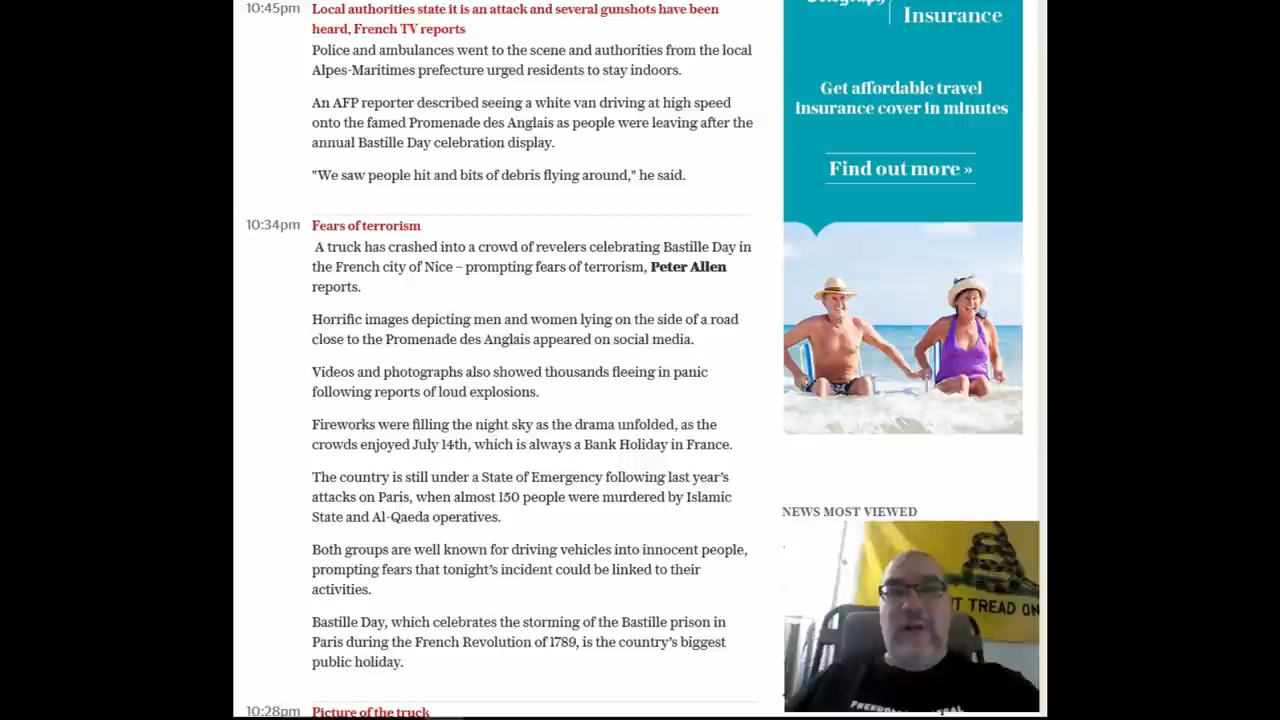 10:45pm
Local authorities state it is an attack and several gunshots have been
heard, French TV reports
Police and ambulances went to the scene and authorities from the local
Alpes-Maritimes prefecture urged residents to stay indoors.
An AFP reporter described seeing a white van driving at high speed
onto the famed Promenade des Anglais as people were leaving after the
annual Bastille Day celebration display.
"We saw people hit and bits of debris flying around," he said.
10:34pm
Fears of terrorism
A truck has crashed into a crowd of revelers celebrating Bastille Day in
the French city of Nice – prompting fears of terrorism, Peter Allen
reports.
Horrific images depicting men and women lying on the side of a road
close to the Promenade des Anglais appeared on social media.
Videos and photographs also showed thousands fleeing in panic
following reports of loud explosions.
Fireworks were filling the night sky as the drama unfolded, as the
crowds enjoyed July 14th, which is always a Bank Holiday in France.
The country is still under a State of Emergency following last year's
attacks on Paris, when almost 150 people were murdered by Islamic
State and Al-Qaeda operatives.
Both groups are well known for driving vehicles into innocent people,
prompting fears that tonight's incident could be linked to their
activities.
Bastille Day, which celebrates the storming of the Bastille prison in
Paris during the French Revolution of 1789, is the country's biggest
public holiday.
10:28pm
Picture of the truck
Insurance
Get affordable travel
insurance cover in minutes
Find out more »
NEWS MOST VIEWED
T TREAD ON